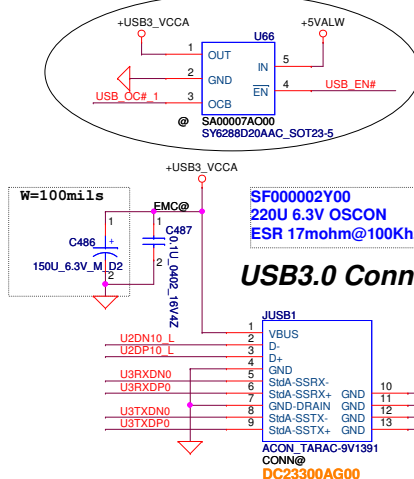 +USB3_VCCA
+5VALW
U66
1 OUT
IN 5
2 GND
EN 4 USB_EN#
USB_OC#_1 3 OCB
@ SA00007AO00
SY6288D20AAC_SOT23-5
+USB3_VCCA
W=100mils
EMC@
1 1
C486 +
C487
150U_6.3V_M_D2
2 2
0.1U_0402_16V4Z
SF000002Y00
220U 6.3V OSCON
ESR 17mohm@100Kh
USB3.0 Conn
JUSB1
1 VBUS
U2DN10_L 2 D-
U2DP10_L 3 D+
4 GND
U3RXDN0 5 StdA-SSRX-
U3RXDP0 6 StdA-SSRX+ GND 10
7 GND-DRAIN GND 11
U3TXDN0 8 StdA-SSTX- GND 12
U3TXDP0 9 StdA-SSTX+ GND 13
ACON_TARAC-9V1391
CONN@
DC23300AG00